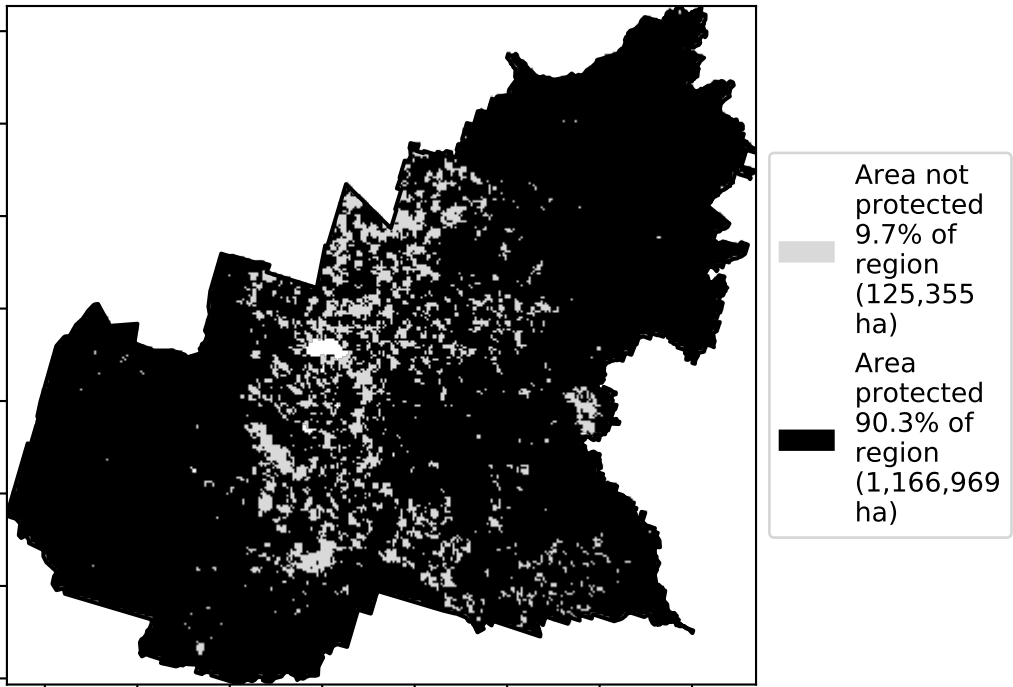 Area not
protected
9.7% of
region
(125,355
ha)
Area
protected
90.3% of
region
(1,166,969
ha)